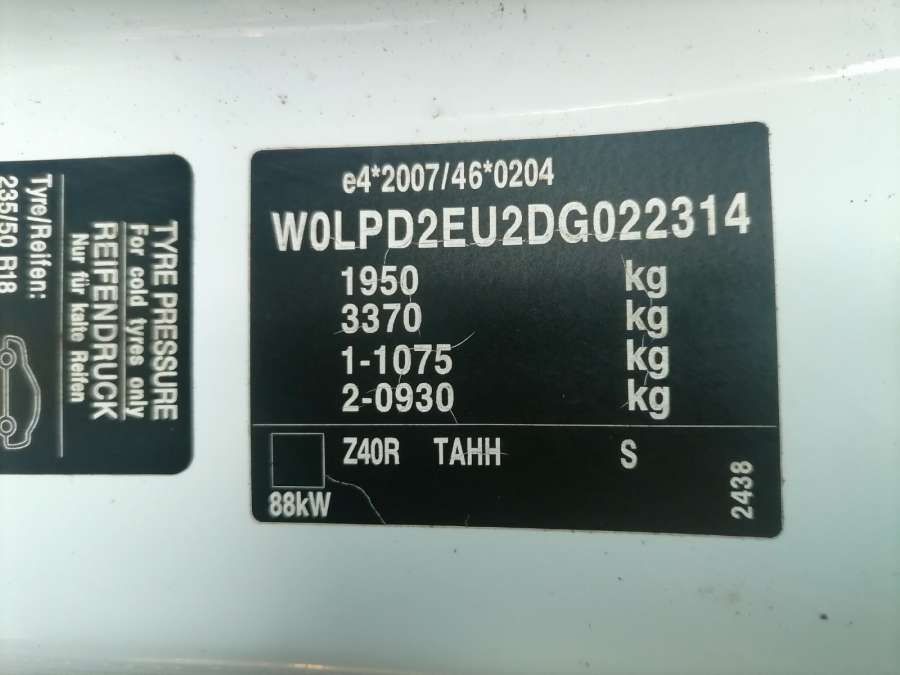 TYRE PRESSURE
For cold tyres only
REIFENDRUCK
Nur für kalte Reifen
Tyre/Reifen:
235/50 R18
e4*2007/46*0204
W0LPD2EU2DG022314
1950 kg
3370 kg
1-1075 kg
2-0930 kg
Z40R TAHH S
88kW
2438